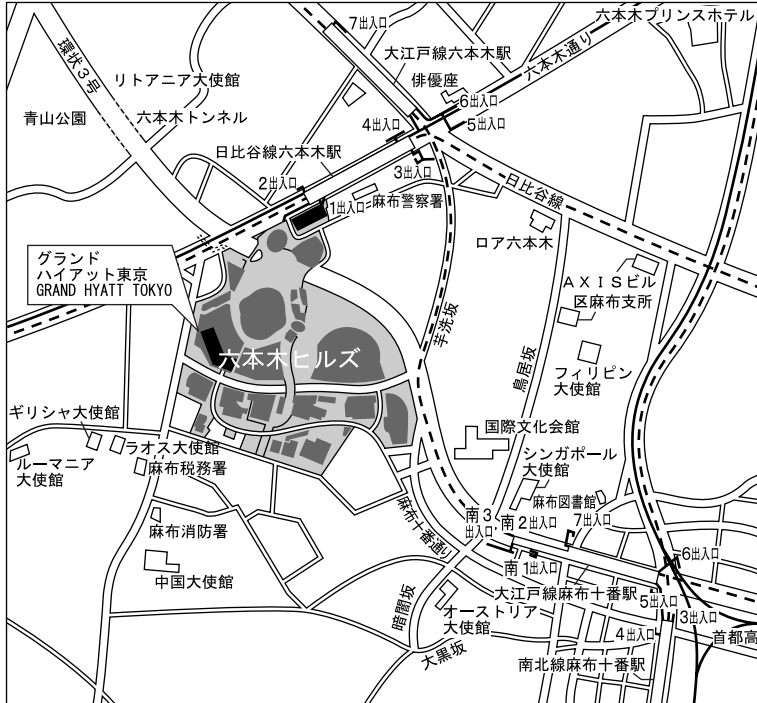 7出入口
六本木プリンスホテル
大江戸線六本木駅
六本木通り
環状3号
リトアニア大使館
俳優座
6出入口
5出入口
青山公園
六本木トンネル
4出入口
日比谷線六本木駅
3出入口
2出入口
1出入口
麻布警察署
日比谷線
ロア六本木
グランド
ハイアット東京
GRAND HYATT TOKYO
AXISビル
区麻布支所
芋洗坂
鳥居坂
六本木ヒルズ
フィリピン
大使館
ギリシャ大使館
ラオス大使館
ルーマニア
大使館
麻布税務署
国際文化会館
シンガポール
大使館
麻布図書館
麻布十番通り
南3
出入口
南2出入口
7出入口
麻布消防署
南1出入口
6出入口
中国大使館
大江戸線麻布十番駅
暗闇坂
オーストリア
大使館
5出入口
3出入口
4出入口
首都高
大黒坂
南北線麻布十番駅